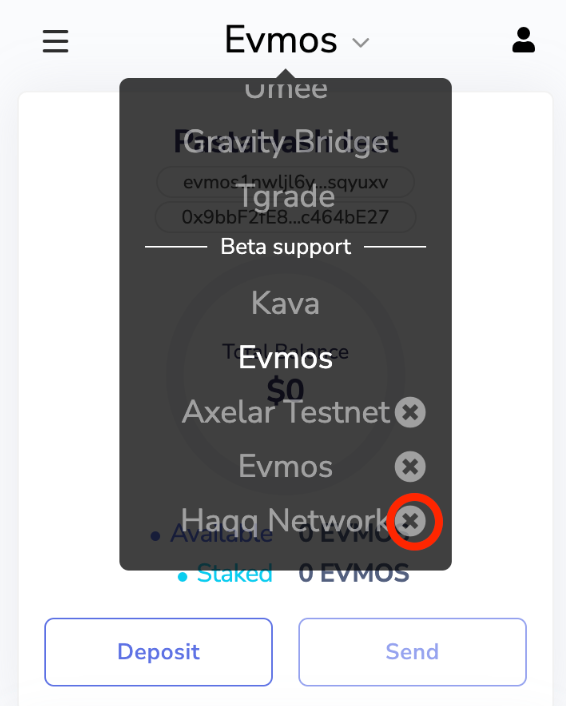 Evmos
Umee
Gravity Bridge
evmos1nwljl6y...sqyuxv
Tgrade
0x9bbF2fE8...c464bE27
Beta support
Kava
Total Balance
Evmos
$0
Axelar Testnet
Evmos
Haqq Network
Available 0 EVMOS
Staked 0 EVMOS
Deposit Send